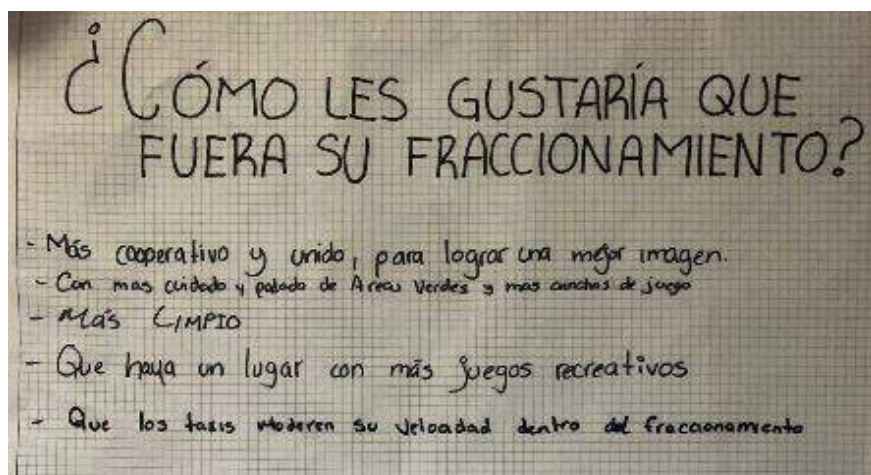 ¿CÓMO LES GUSTARÍA QUE
FUERA SU FRACCIONAMIENTO?
- Más cooperativo y unido, para lograr una mejor imagen.
- Con mas cuidado y podado de Areas Verdes y mas canchas de juego
- Más LIMPIO
- Que haya un lugar con más juegos recreativos
- Que los taxis moderen su velocidad dentro del fraccionamiento